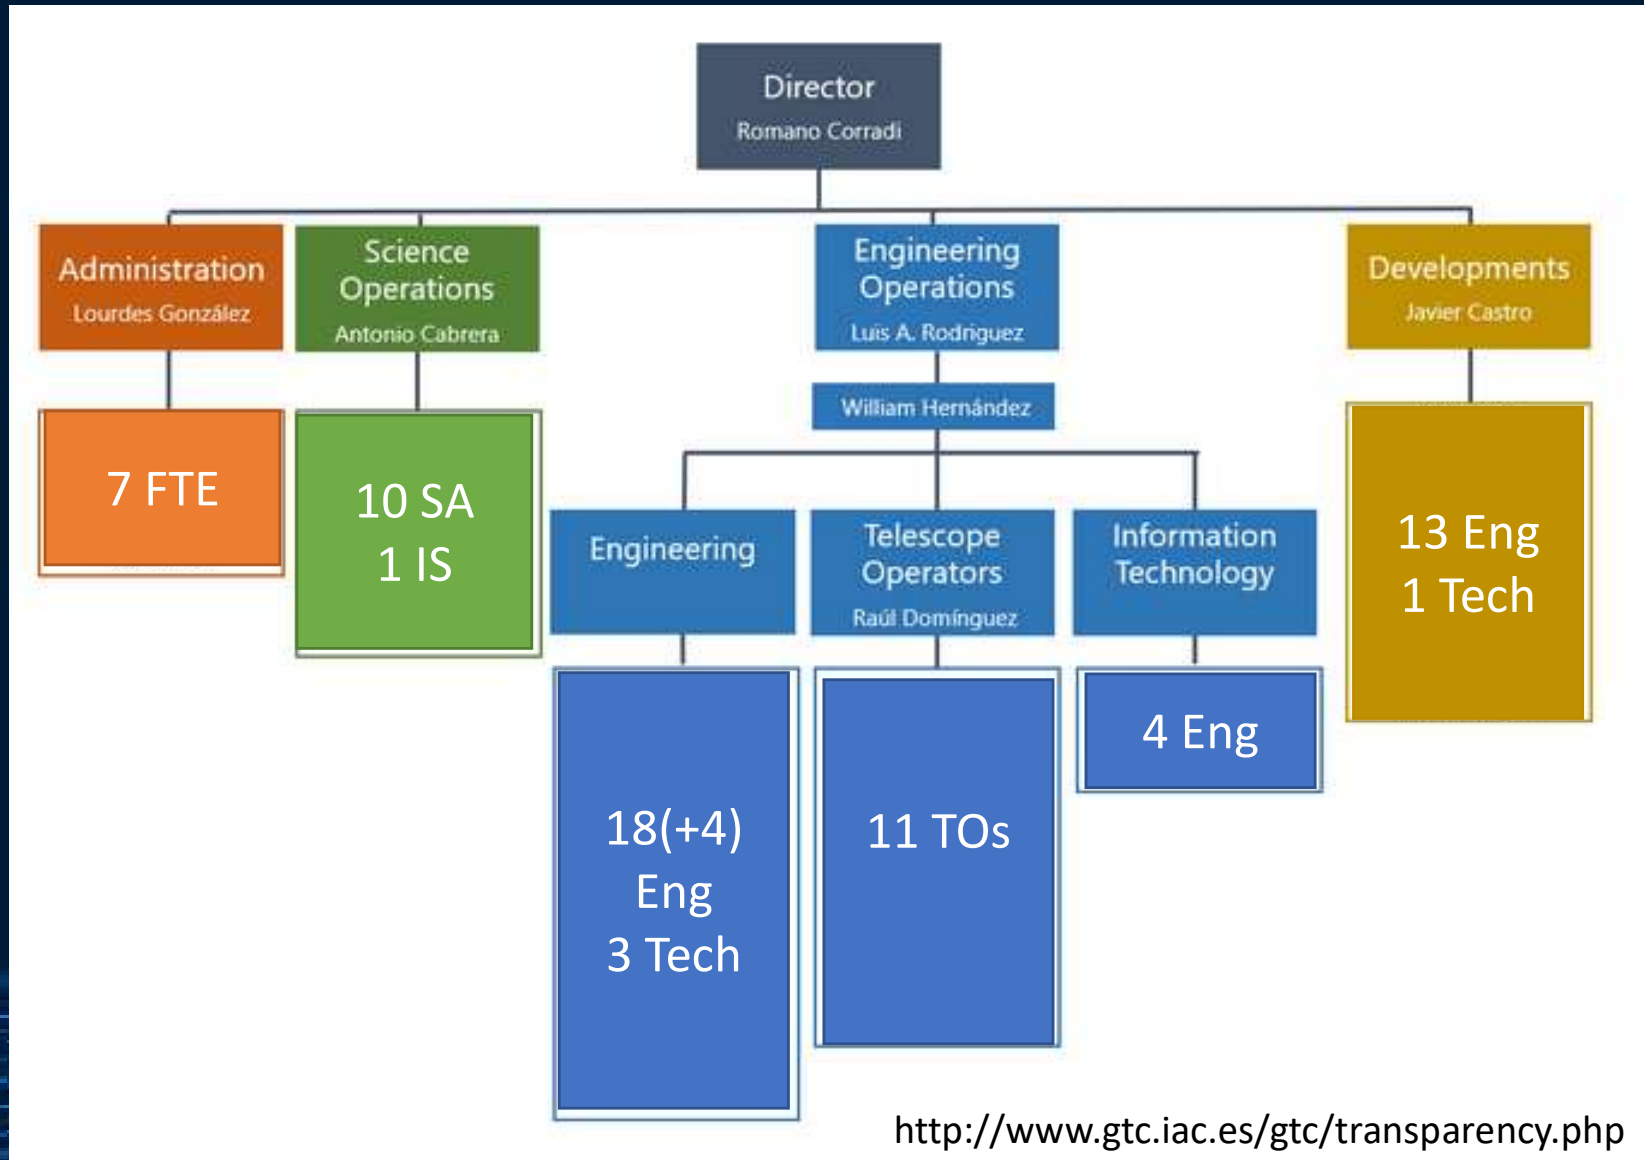 Director
Romano Corradi
Administration
Lourdes González
Science
Operations
Antonio Cabrera
Engineering
Operations
Luis A. Rodriguez
Developments
Javier Castro
William Hernández
7 FTE
10 SA
1 IS
Engineering
Telescope
Operators
Raúl Domínguez
Information
Technology
13 Eng
1 Tech
18(+4)
Eng
3 Tech
11 TOs
4 Eng
http://www.gtc.iac.es/gtc/transparency.php